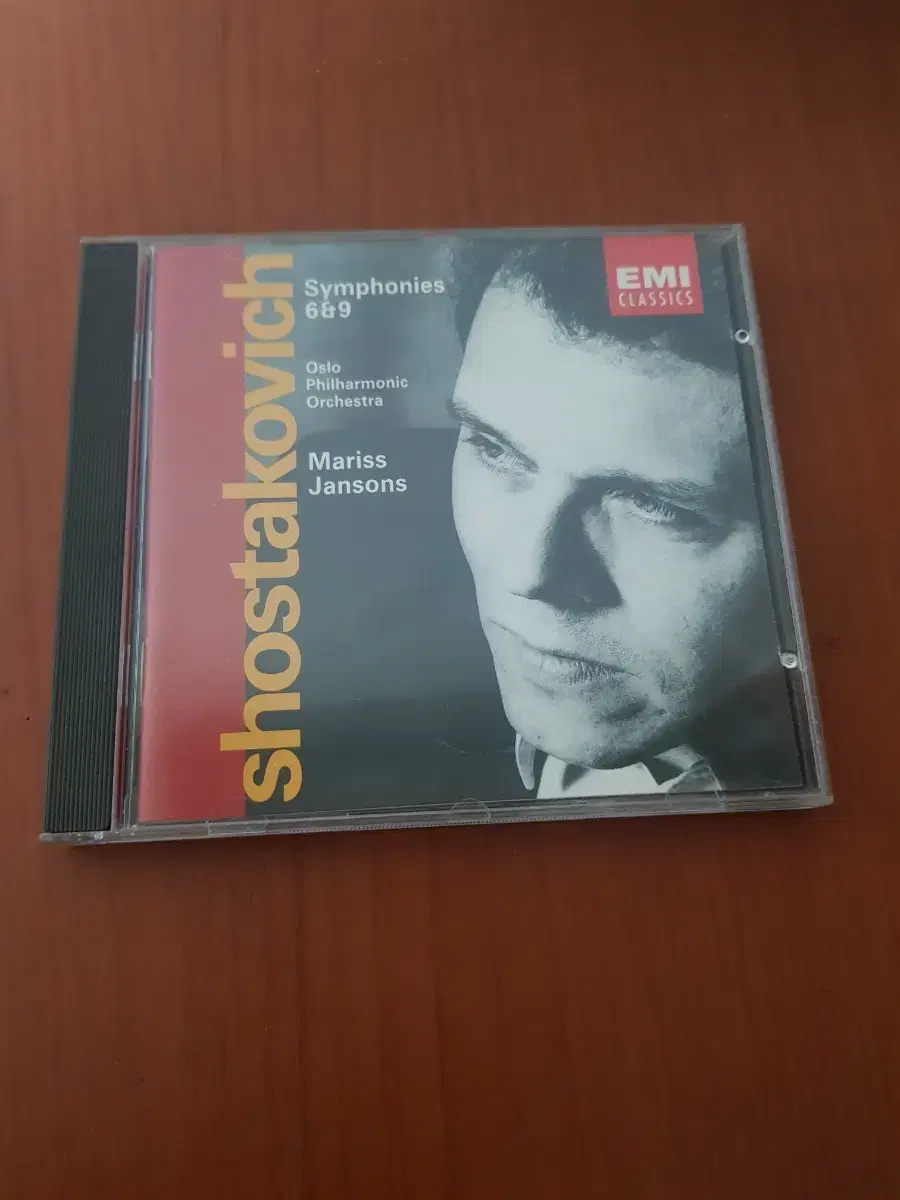 shostakovich
Symphonies
6&9
Oslo
Philharmonic
Orchestra
Mariss
Jansons
EMI
CLASSICS